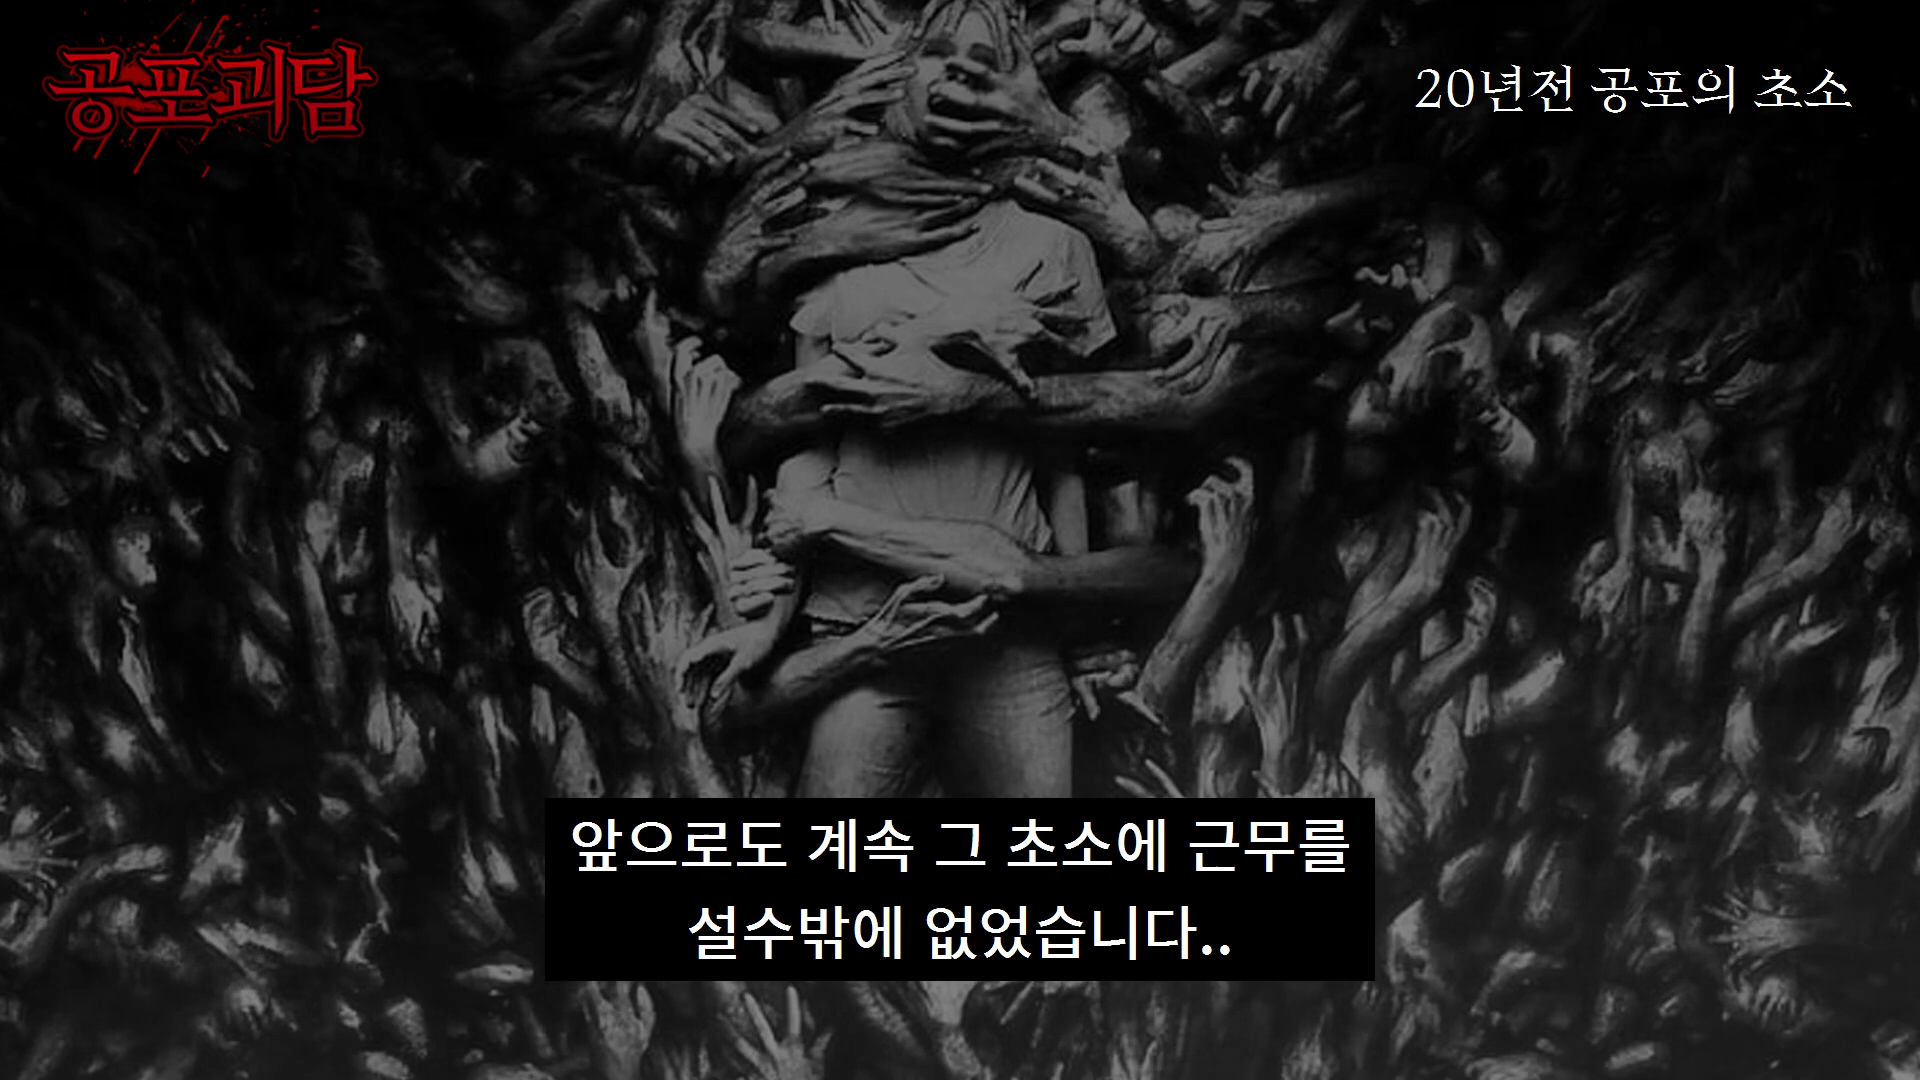 공포괴담
20년전 공포의 초소
앞으로도 계속 그 초소에 근무를
설수밖에 없었습니다..